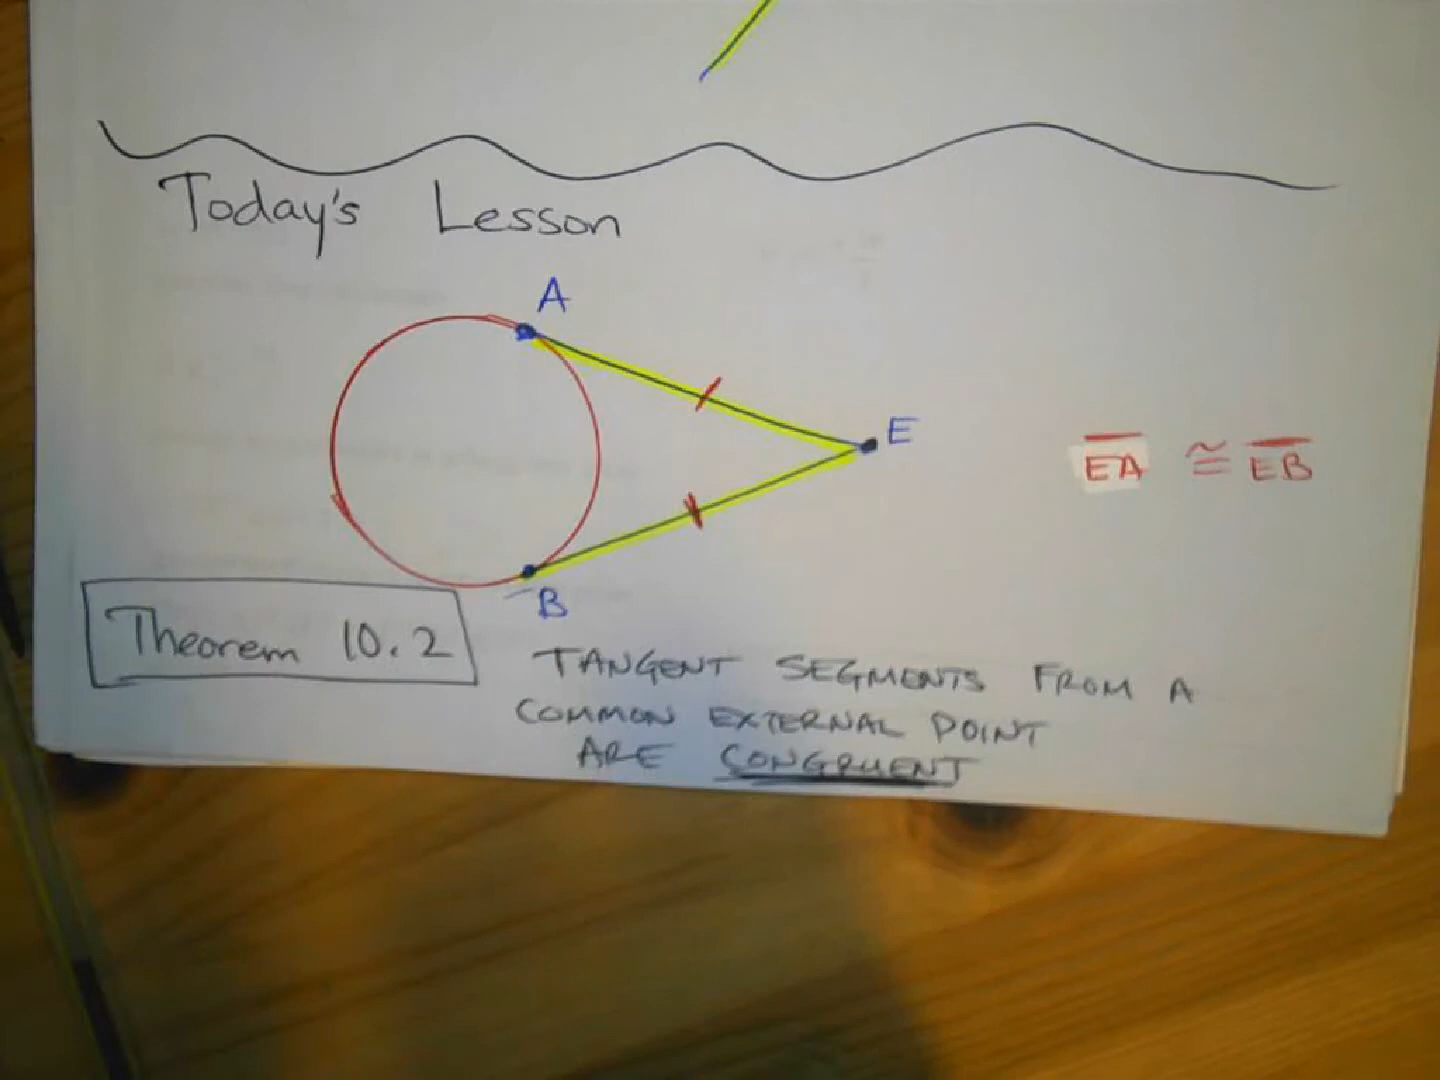 Today's Lesson
A
E
EA ≅ EB
B
Theorem 10.2
TANGENT SEGMENTS FROM A
COMMON EXTERNAL POINT
ARE CONGRUENT